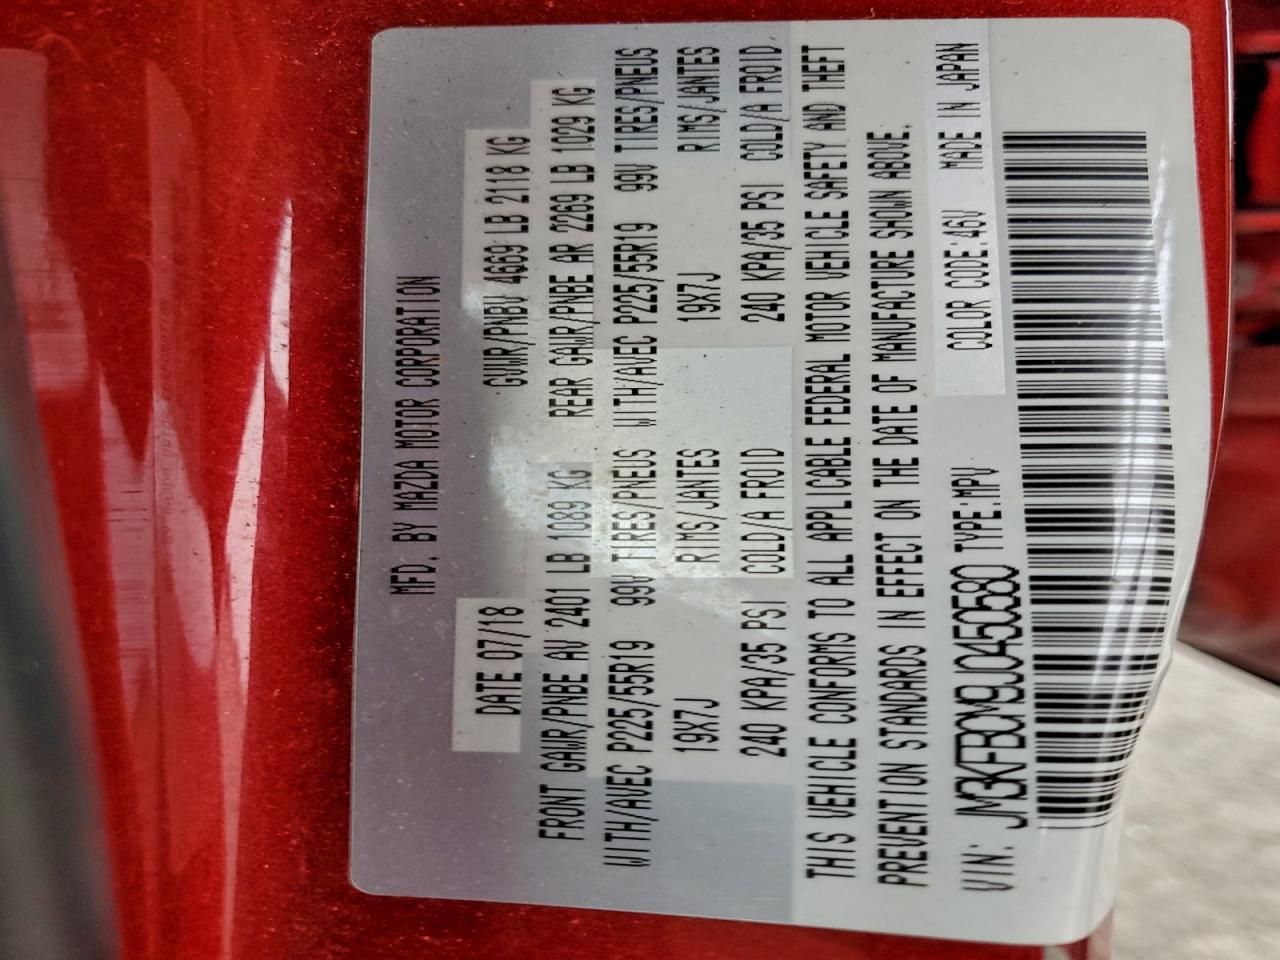 MFD. BY MAZDA MOTOR CORPORATION
DATE 07/18 GVWR/PNBV 4669 LB 2118 KG
FRONT GAWR/PNBE AV 2401 LB 1089 KG REAR GAWR/PNBE AR 2269 LB 1029 KG
WITH/AVEC P225/55R19 99V TIRES/PNEUS WITH/AVEC P225/55R19 99V TIRES/PNEUS
19X7J RIMS/JANTES 19X7J RIMS/JANTES
240 KPA/35 PSI COLD/A FROID 240 KPA/35 PSI COLD/A FROID
THIS VEHICLE CONFORMS TO ALL APPLICABLE FEDERAL MOTOR VEHICLE SAFETY AND THEFT
PREVENTION STANDARDS IN EFFECT ON THE DATE OF MANUFACTURE SHOWN ABOVE.
VIN: JM3KFBCM9J0450580 TYPE:MPV COLOR CODE:46V MADE IN JAPAN